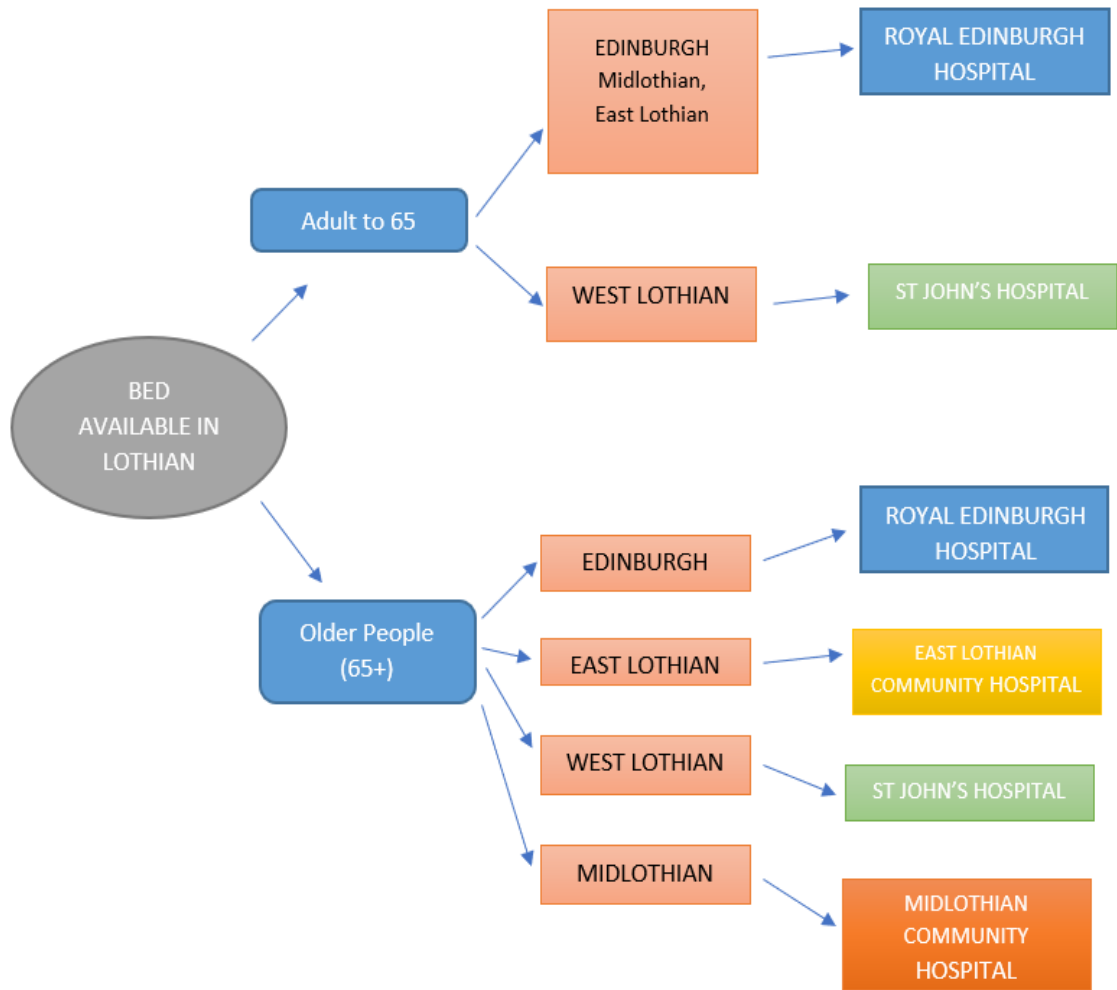 EDINBURGH
Midlothian,
East Lothian
ROYAL EDINBURGH
HOSPITAL
Adult to 65
WEST LOTHIAN
ST JOHN'S HOSPITAL
BED
AVAILABLE IN
LOTHIAN
EDINBURGH
ROYAL EDINBURGH
HOSPITAL
Older People
(65+)
EAST LOTHIAN
EAST LOTHIAN
COMMUNITY HOSPITAL
WEST LOTHIAN
ST JOHN'S HOSPITAL
MIDLOTHIAN
MIDLOTHIAN
COMMUNITY
HOSPITAL